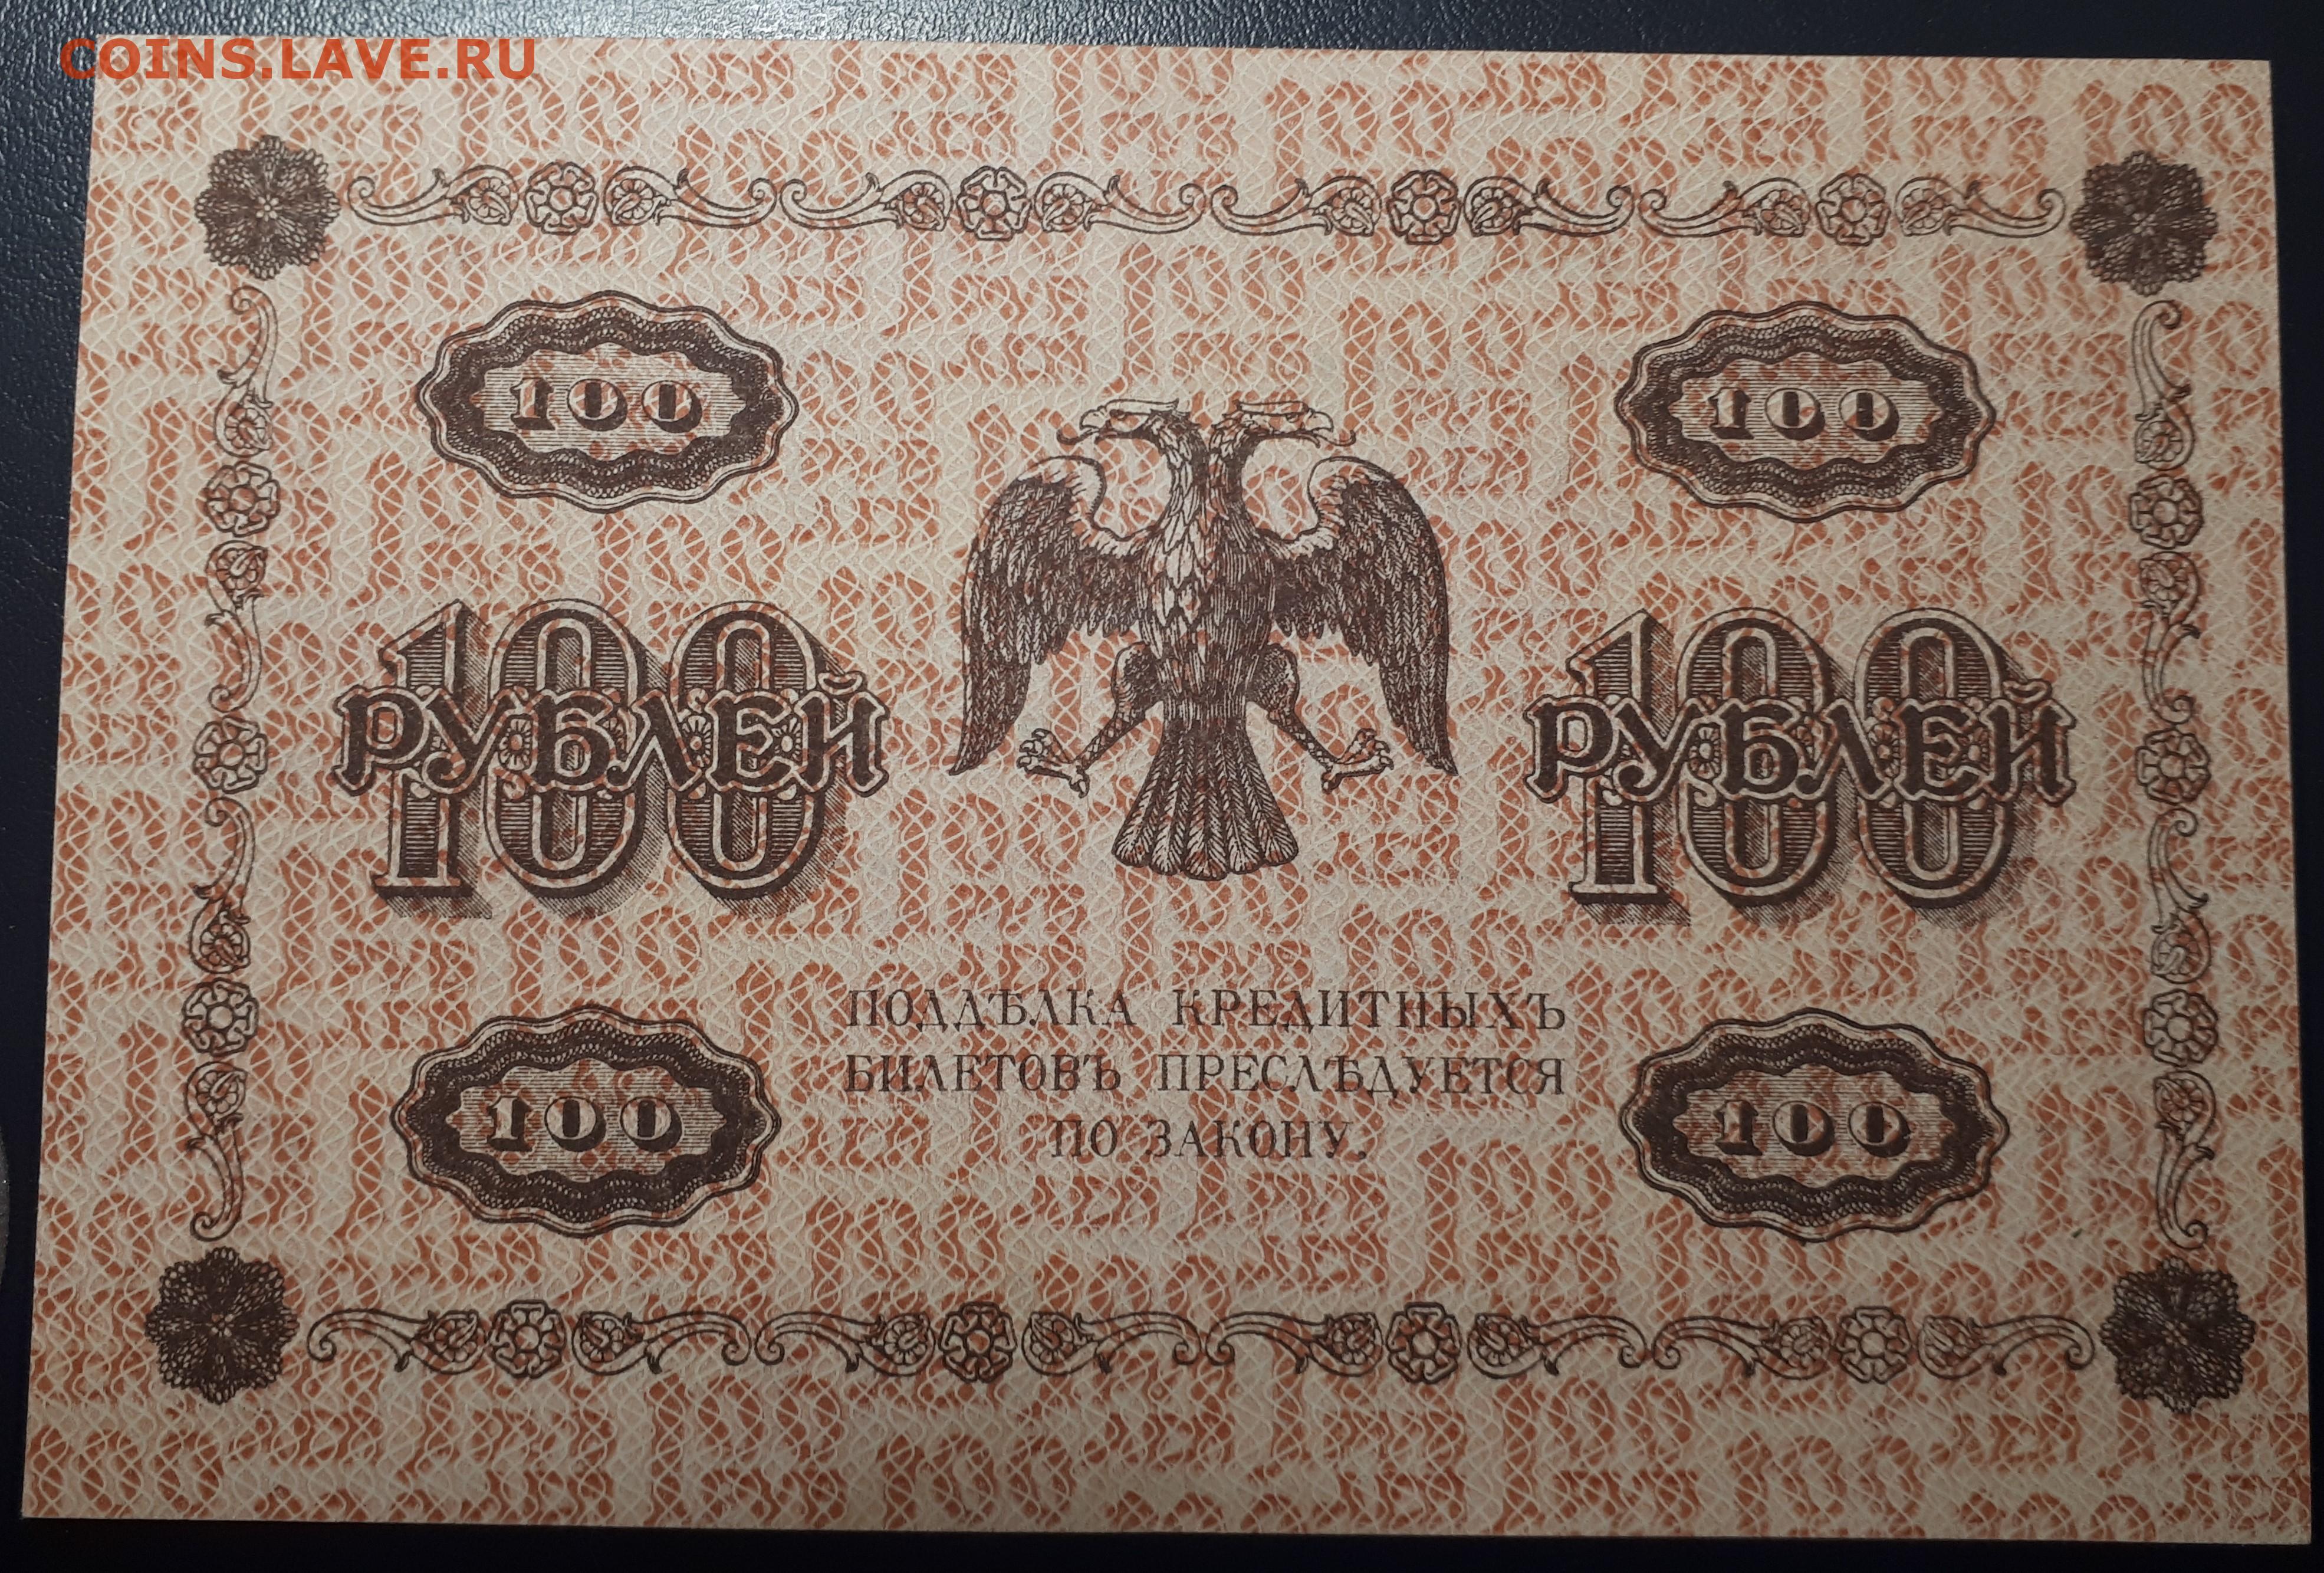 COINS.LAVE.RU
100
100
100
РУБЛЕЙ
100
РУБЛЕЙ
ПОДДѢЛКА КРЕДИТНЫХЪ
БИЛЕТОВЪ ПРЕСЛѢДУЕТСЯ
ПО ЗАКОНУ.
100
100